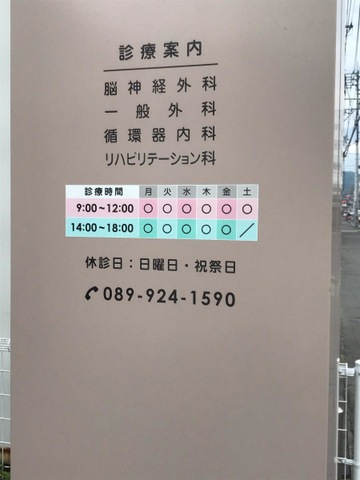 診療案内
脳神経外科
一般外科
循環器内科
リハビリテーション科
診療時間 月 火 水 木 金 土
9:00~12:00 ○ ○ ○ ○ ○ ○
14:00~18:00 ○ ○ ○ ○ ○ /
休診日:日曜日・祝祭日
089-924-1590